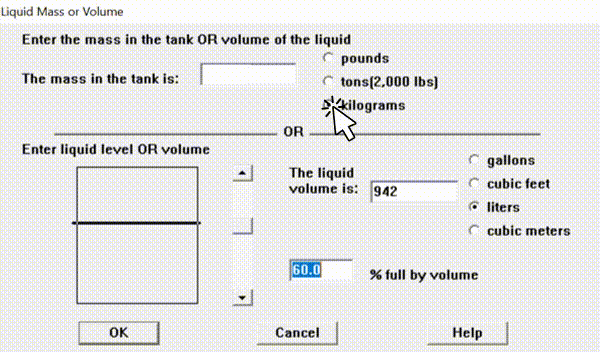 Liquid Mass or Volume
Enter the mass in the tank OR volume of the liquid
The mass in the tank is:
pounds
tons(2,000 lbs)
kilograms
OR
Enter liquid level OR volume
The liquid
volume is:
942
gallons
cubic feet
liters
cubic meters
60.0
% full by volume
OK
Cancel
Help